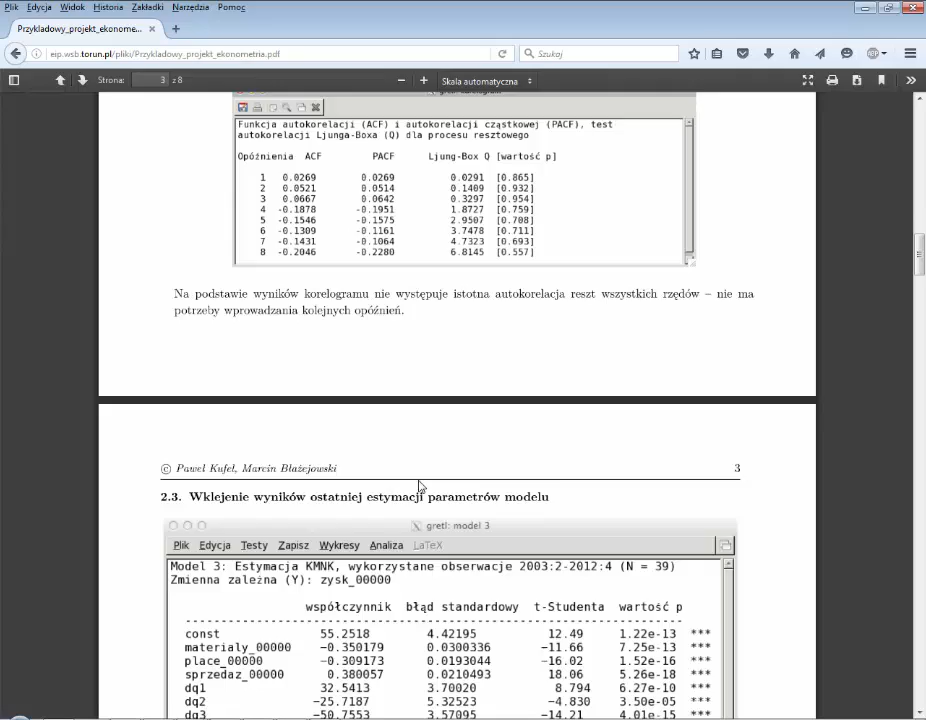 Plik Edycja Widok Historia Zakładki Narzędzia Pomoc
Przykladowy_projekt_ekonome... × +
eip.wsb.torun.pl/pliki/Przykladowy_projekt_ekonometria.pdf Szukaj
Strona: 3 z 8 Skala automatyczna
Funkcja autokorelacji (ACF) i autokorelacji cząstkowej (PACF), test
autokorelacji Ljunga-Boxa (Q) dla procesu resztowego
Opóźnienia ACF PACF Ljung-Box Q [wartość p]
1 0.0269 0.0269 0.0291 [0.865]
2 0.0521 0.0514 0.1409 [0.932]
3 0.0667 0.0642 0.3297 [0.954]
4 -0.1878 -0.1951 1.8727 [0.759]
5 -0.1546 -0.1575 2.9507 [0.708]
6 -0.1309 -0.1161 3.7478 [0.711]
7 -0.1431 -0.1064 4.7323 [0.693]
8 -0.2046 -0.2280 6.8145 [0.557]
Na podstawie wyników korelogramu nie występuje istotna autokorelacja reszt wszystkich rzędów – nie ma
potrzeby wprowadzania kolejnych opóźnień.
© Paweł Kufel, Marcin Błażejowski 3
2.3. Wklejenie wyników ostatniej estymacji parametrów modelu
gretl: model 3
Plik Edycja Testy Zapisz Wykresy Analiza LaTeX
Model 3: Estymacja KMNK, wykorzystane obserwacje 2003:2-2012:4 (N = 39)
Zmienna zależna (Y): zysk_00000
współczynnik błąd standardowy t-Studenta wartość p
const 55.2518 4.42195 12.49 1.22e-13 ***
materialy_00000 −0.350179 0.0300336 −11.66 7.25e-13 ***
place_00000 −0.309173 0.0193044 −16.02 1.52e-16 ***
sprzedaz_00000 0.380057 0.0210493 18.06 5.26e-18 ***
dq1 32.5413 3.70020 8.794 6.27e-10 ***
dq2 −25.7187 5.32523 −4.830 3.50e-05 ***
dq3 −50.7553 3.57095 −14.21 4.01e-15 ***